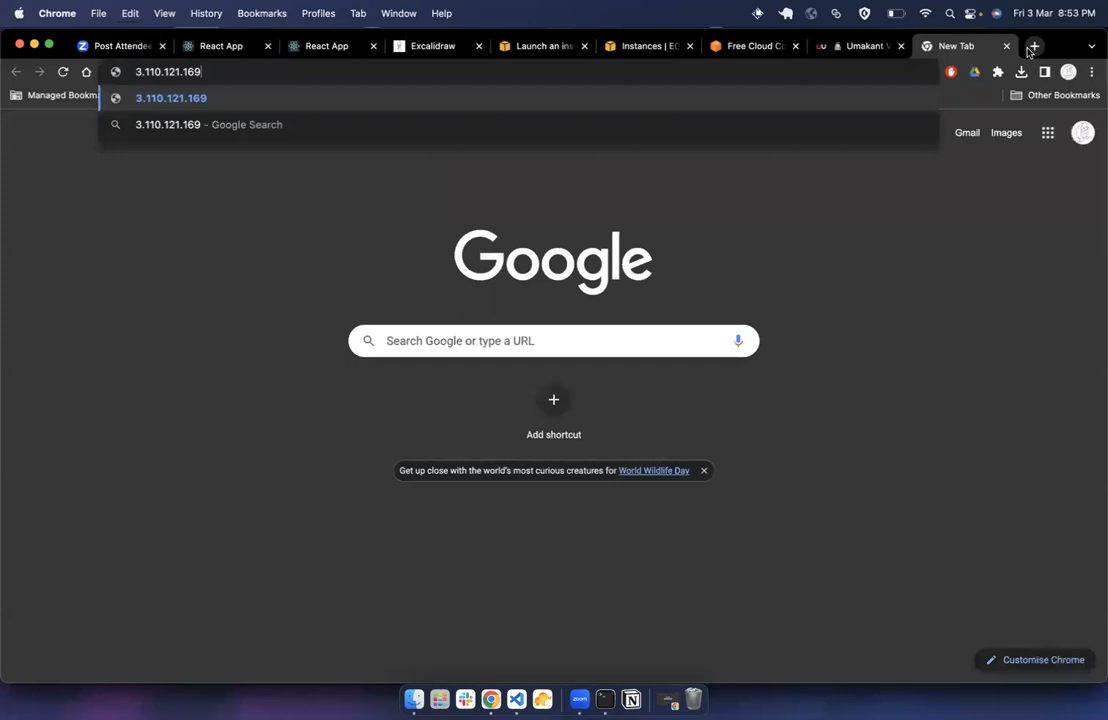 Chrome File Edit View History Bookmarks Profiles Tab Window Help Fri 3 Mar 8:53 PM
Post Attendee React App React App Excalidraw Launch an ins Instances | EC Free Cloud Co Umakant V New Tab
3.110.121.169
Managed Bookm Other Bookmarks
3.110.121.169
3.110.121.169 - Google Search
Gmail Images
Google
Search Google or type a URL
Add shortcut
Get up close with the world's most curious creatures for World Wildlife Day
Customise Chrome
zoom